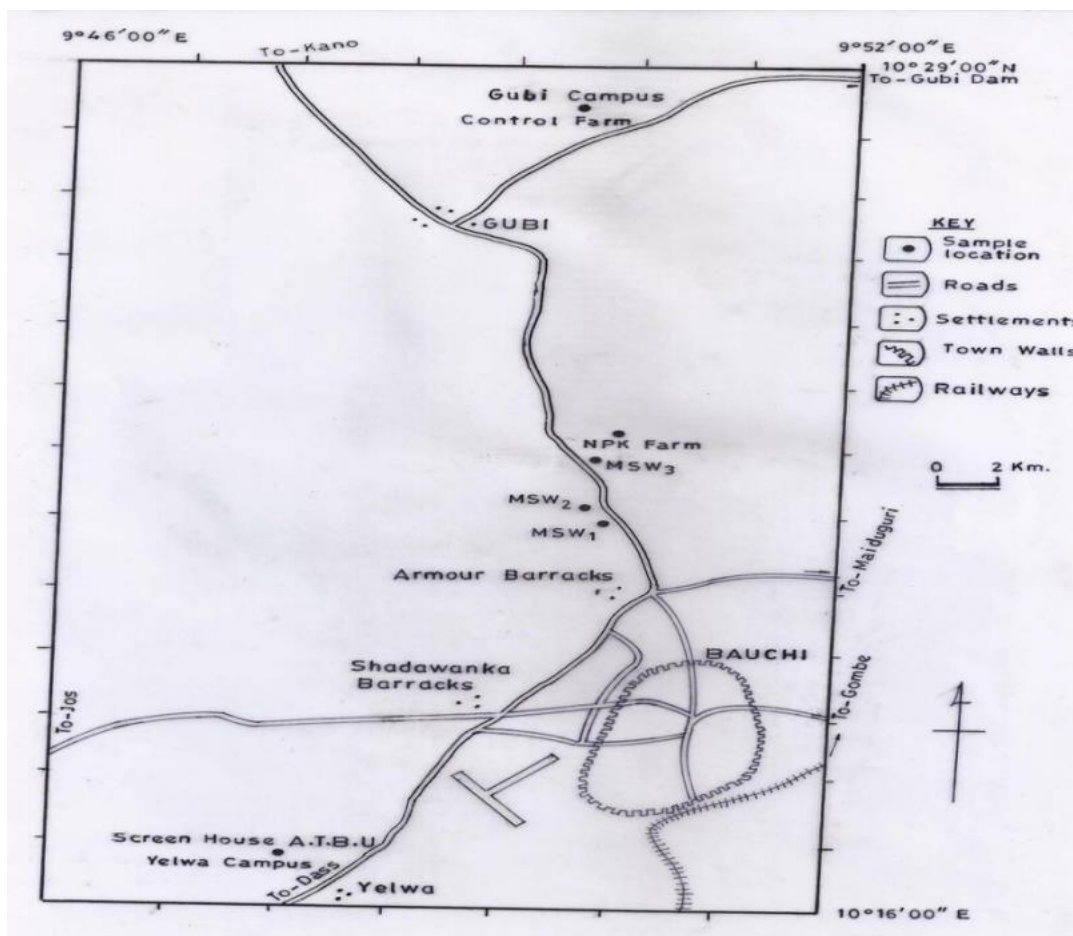 9°46'00"E
To-Kano
9°52'00"E
10°29'00"N
To-Gubi Dam
Gubi Campus
Control Farm
GUBI
KEY
Sample
location
Roads
Settlements
Town Walls
Railways
0 2 Km.
NPK Farm
MSW3
MSW2
MSW1
Armour Barracks
To-Maiduguri
BAUCHI
Shadawanka
Barracks
To-Jos
To-Gombe
Screen House A.T.B.U
Yelwa Campus
To-Dass
Yelwa
10°16'00"E